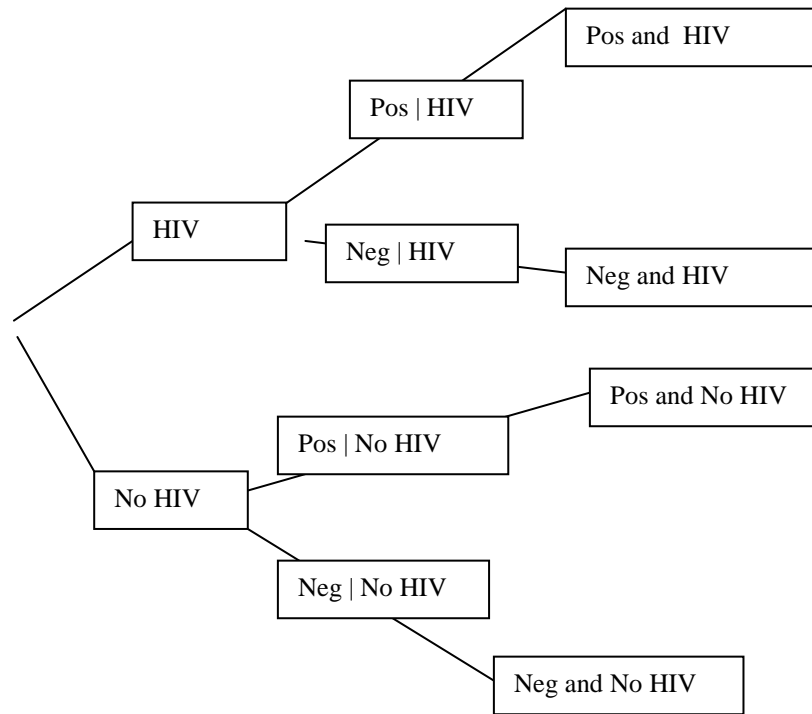 Pos and  HIV
Pos | HIV
HIV
Neg | HIV
Neg and HIV
Pos and No HIV
Pos | No HIV
No HIV
Neg | No HIV
Neg and No HIV